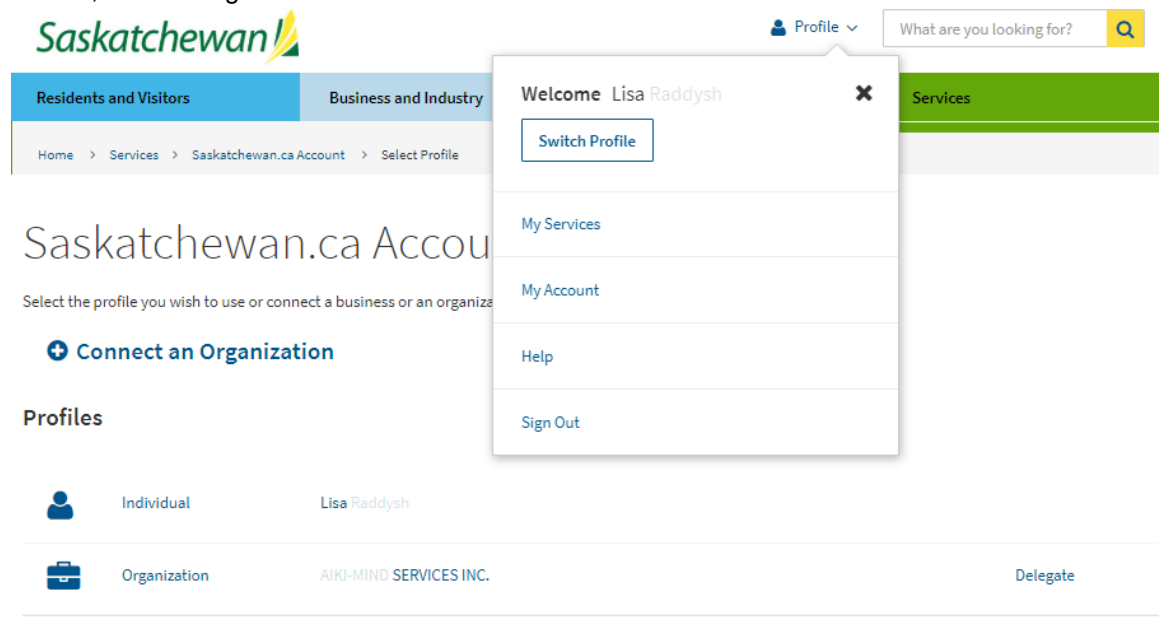 Saskatchewan
Profile
What are you looking for?
Residents and Visitors
Business and Industry
Services
Welcome Lisa Raddysh
Switch Profile
My Services
My Account
Help
Sign Out
Home > Services > Saskatchewan.ca Account > Select Profile
Saskatchewan.ca Accou
Select the profile you wish to use or connect a business or an organiza
Connect an Organization
Profiles
Individual Lisa Raddysh
Organization AIKI-MIND SERVICES INC. Delegate